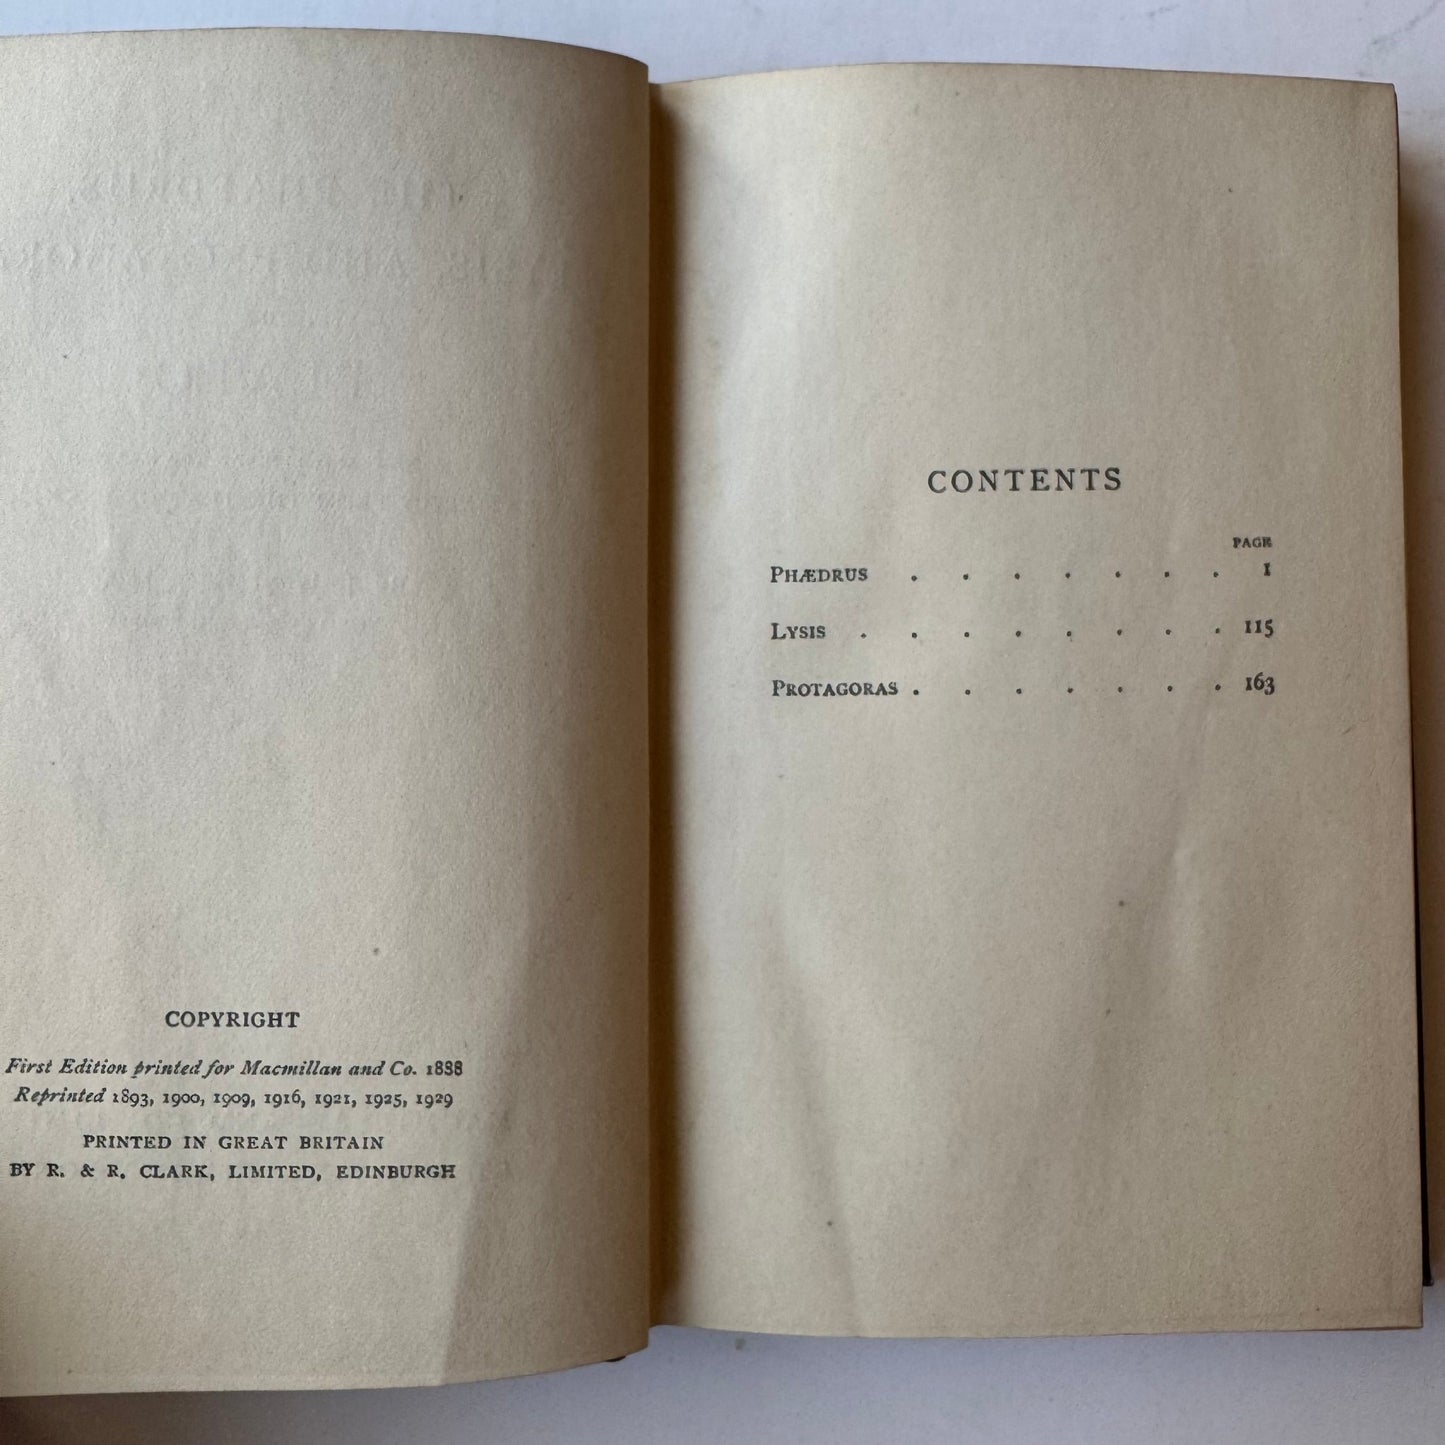 COPYRIGHT
First Edition printed for Macmillan and Co. 1888
Reprinted 1893, 1900, 1909, 1916, 1921, 1925, 1929
PRINTED IN GREAT BRITAIN
BY R. & R. CLARK, LIMITED, EDINBURGH
CONTENTS
PAGE
PHÆDRUS . . . . . . . 1
LYSIS . . . . . . . . 115
PROTAGORAS . . . . . . . 163